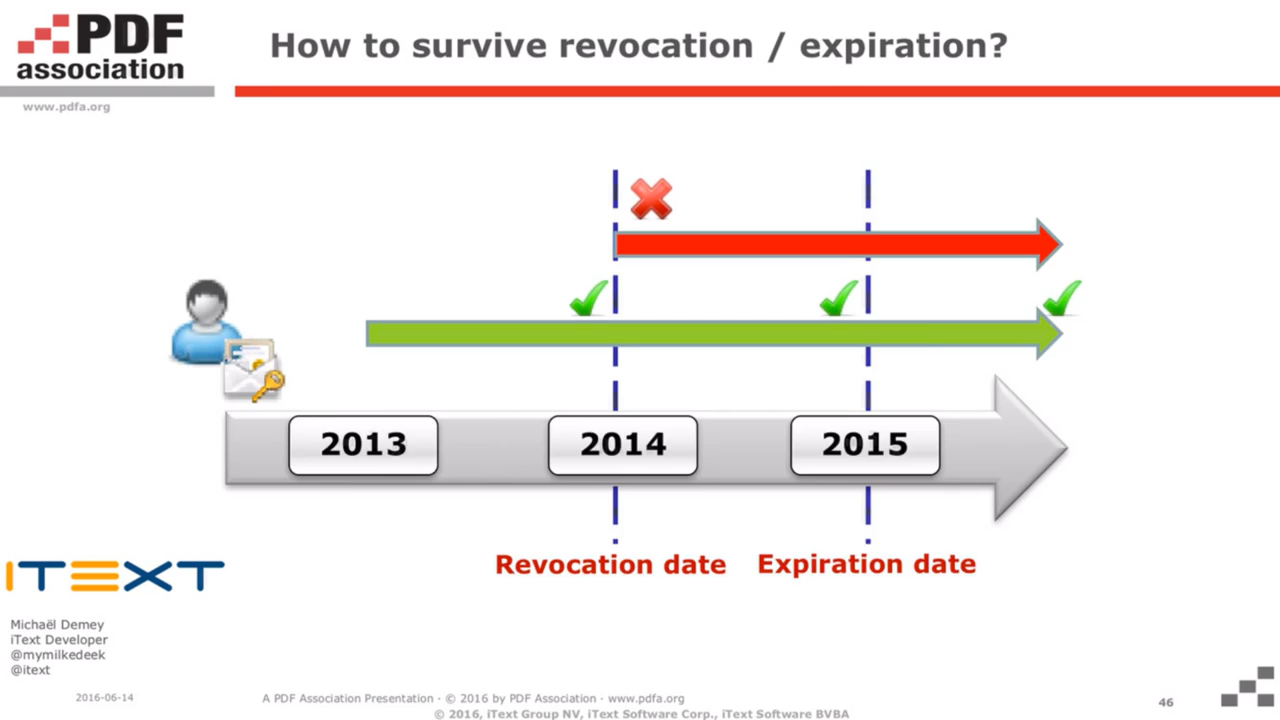 PDF
association
www.pdfa.org
How to survive revocation / expiration?
2013
2014
2015
Revocation date
Expiration date
iTEXT
Michaël Demey
iText Developer
@mymilkedeek
@itext
2016-06-14
A PDF Association Presentation · © 2016 by PDF Association · www.pdfa.org
© 2016, iText Group NV, iText Software Corp., iText Software BVBA
46